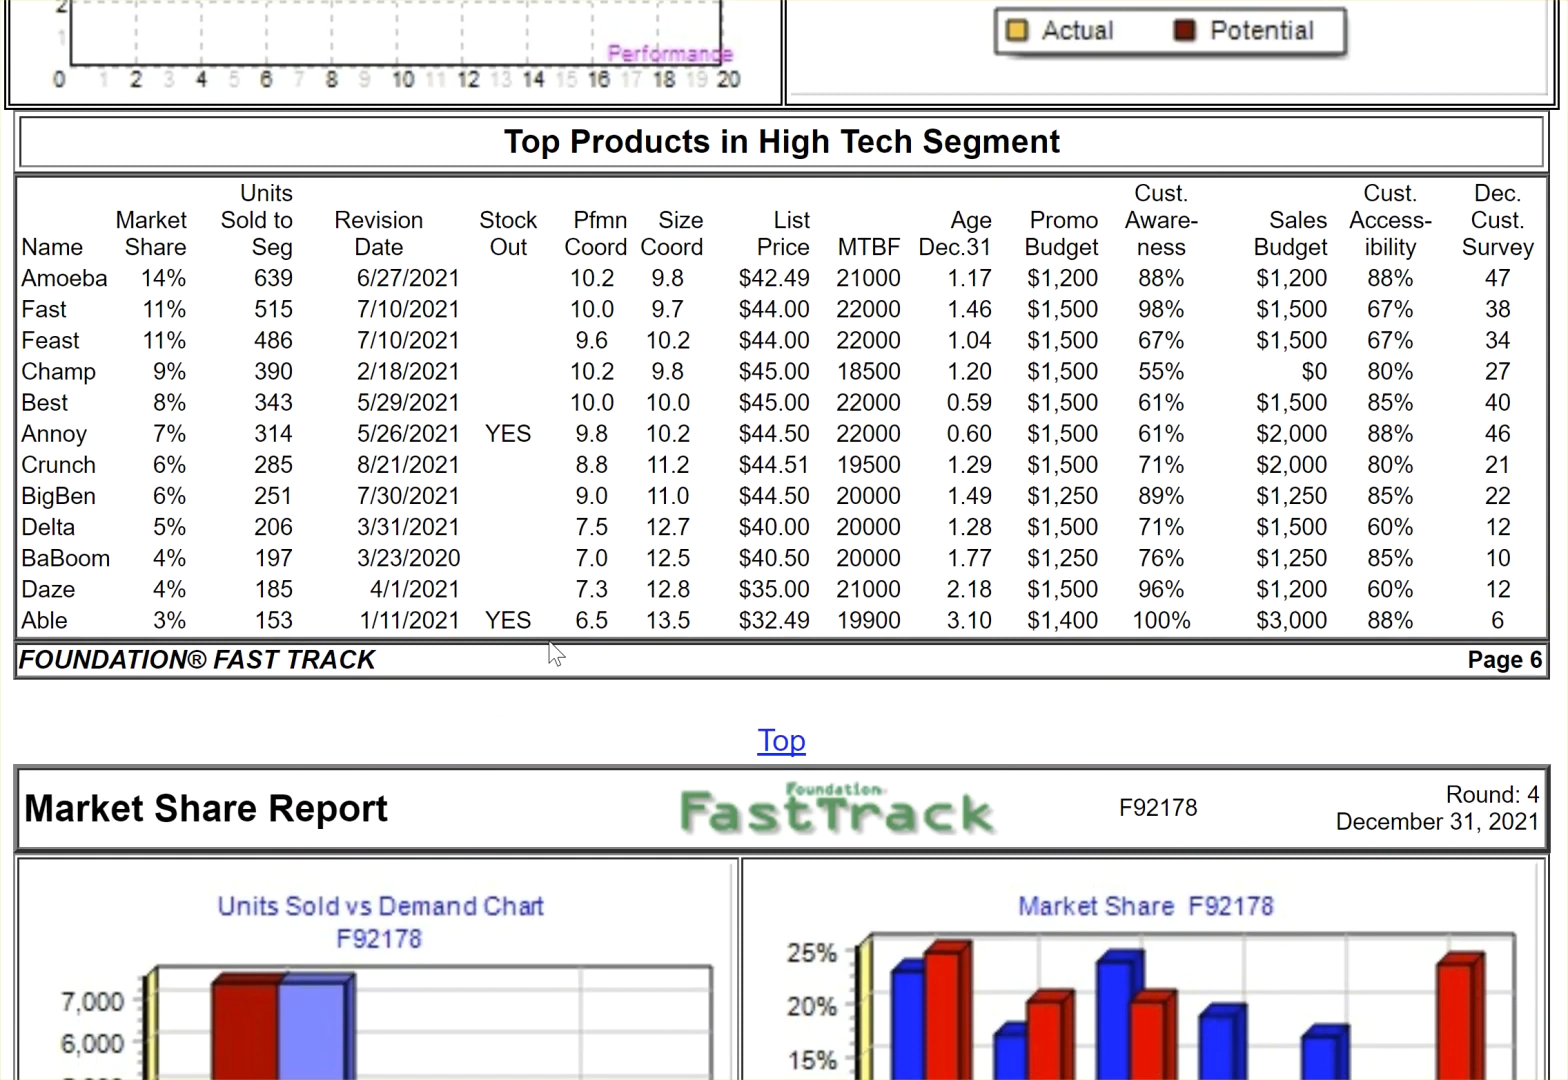 2
1
Performance
0 1 2 3 4 5 6 7 8 9 10 11 12 13 14 15 16 17 18 19 20
Actual Potential
Top Products in High Tech Segment
Name Market Share Units Sold to Seg Revision Date Stock Out Pfmn Coord Size Coord List Price MTBF Age Dec.31 Promo Budget Cust. Aware-ness Sales Budget Cust. Access-ibility Dec. Cust. Survey
Amoeba 14% 639 6/27/2021 10.2 9.8 $42.49 21000 1.17 $1,200 88% $1,200 88% 47
Fast 11% 515 7/10/2021 10.0 9.7 $44.00 22000 1.46 $1,500 98% $1,500 67% 38
Feast 11% 486 7/10/2021 9.6 10.2 $44.00 22000 1.04 $1,500 67% $1,500 67% 34
Champ 9% 390 2/18/2021 10.2 9.8 $45.00 18500 1.20 $1,500 55% $0 80% 27
Best 8% 343 5/29/2021 10.0 10.0 $45.00 22000 0.59 $1,500 61% $1,500 85% 40
Annoy 7% 314 5/26/2021 YES 9.8 10.2 $44.50 22000 0.60 $1,500 61% $2,000 88% 46
Crunch 6% 285 8/21/2021 8.8 11.2 $44.51 19500 1.29 $1,500 71% $2,000 80% 21
BigBen 6% 251 7/30/2021 9.0 11.0 $44.50 20000 1.49 $1,250 89% $1,250 85% 22
Delta 5% 206 3/31/2021 7.5 12.7 $40.00 20000 1.28 $1,500 71% $1,500 60% 12
BaBoom 4% 197 3/23/2020 7.0 12.5 $40.50 20000 1.77 $1,250 76% $1,250 85% 10
Daze 4% 185 4/1/2021 7.3 12.8 $35.00 21000 2.18 $1,500 96% $1,200 60% 12
Able 3% 153 1/11/2021 YES 6.5 13.5 $32.49 19900 3.10 $1,400 100% $3,000 88% 6
FOUNDATION® FAST TRACK Page 6
Top
Market Share Report
Foundation
FastTrack
F92178
Round: 4
December 31, 2021
Units Sold vs Demand Chart
F92178
7,000
6,000
Market Share F92178
25%
20%
15%